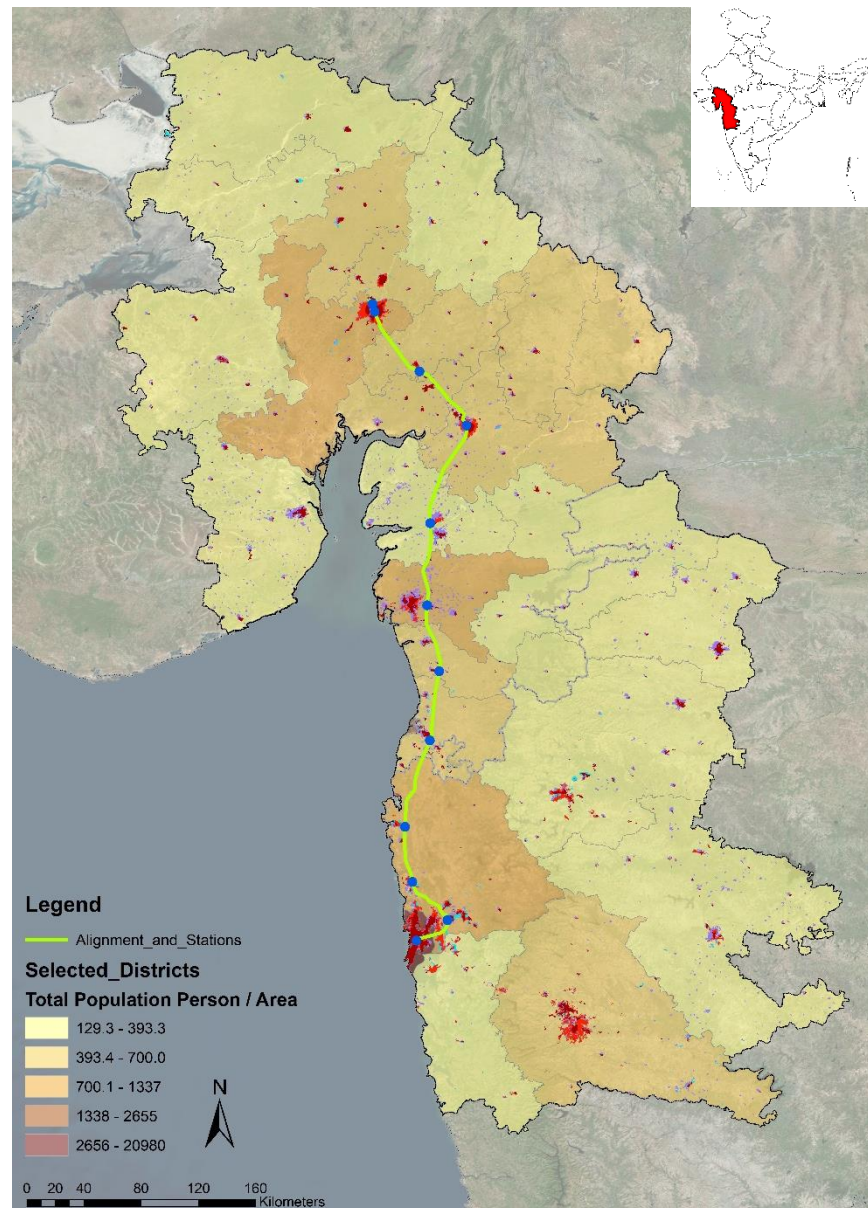 Legend
Alignment_and_Stations
Selected_Districts
Total Population Person / Area
129.3 - 393.3
393.4 - 700.0
700.1 - 1337
1338 - 2655
2656 - 20980
N
0 20 40 80 120 160
Kilometers